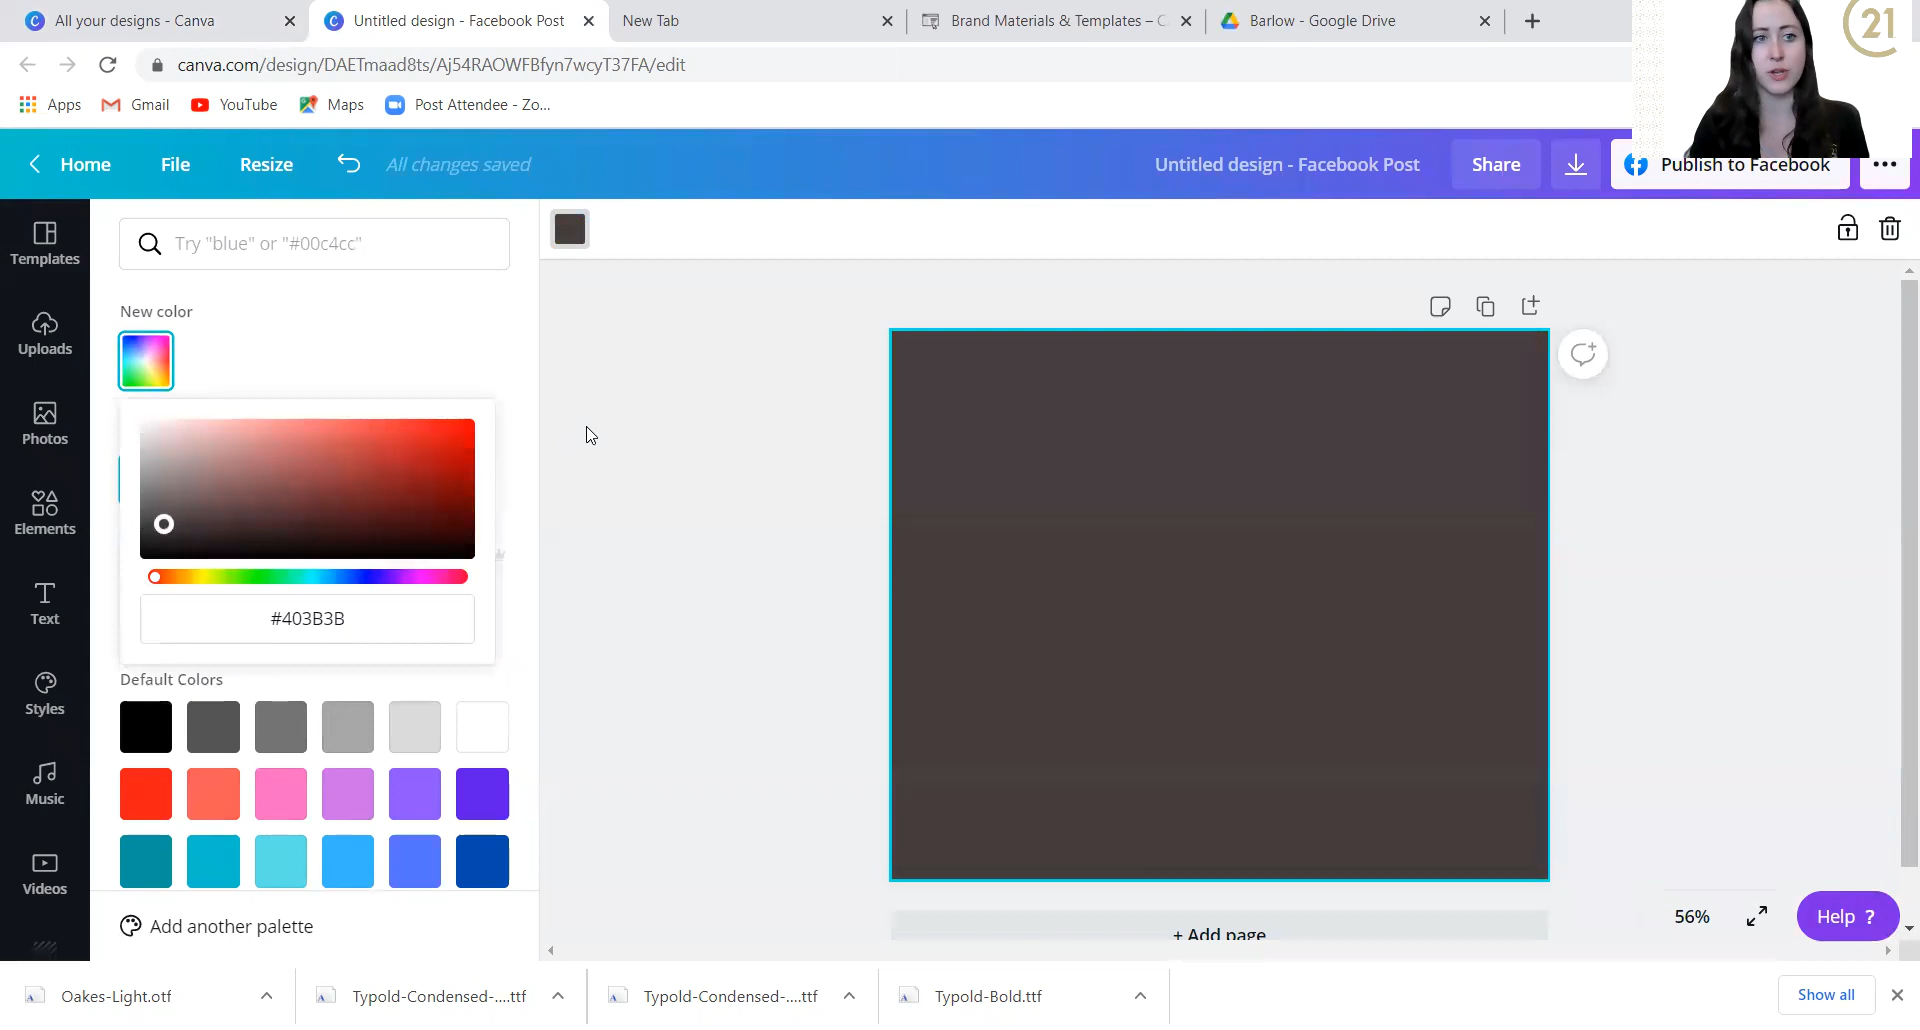 All your designs - Canva
Untitled design - Facebook Post
New Tab
Brand Materials & Templates – C
Barlow - Google Drive
canva.com/design/DAETmaad8ts/Aj54RAOWFBfyn7wcyT37FA/edit
Apps
Gmail
YouTube
Maps
Post Attendee - Zo...
21
Home
File
Resize
All changes saved
Untitled design - Facebook Post
Share
Publish to Facebook
Templates
Uploads
Photos
Elements
Text
Styles
Music
Videos
Try "blue" or "#00c4cc"
New color
#403B3B
Default Colors
Add another palette
+ Add page
56%
Help ?
Oakes-Light.otf
Typold-Condensed-....ttf
Typold-Condensed-....ttf
Typold-Bold.ttf
Show all